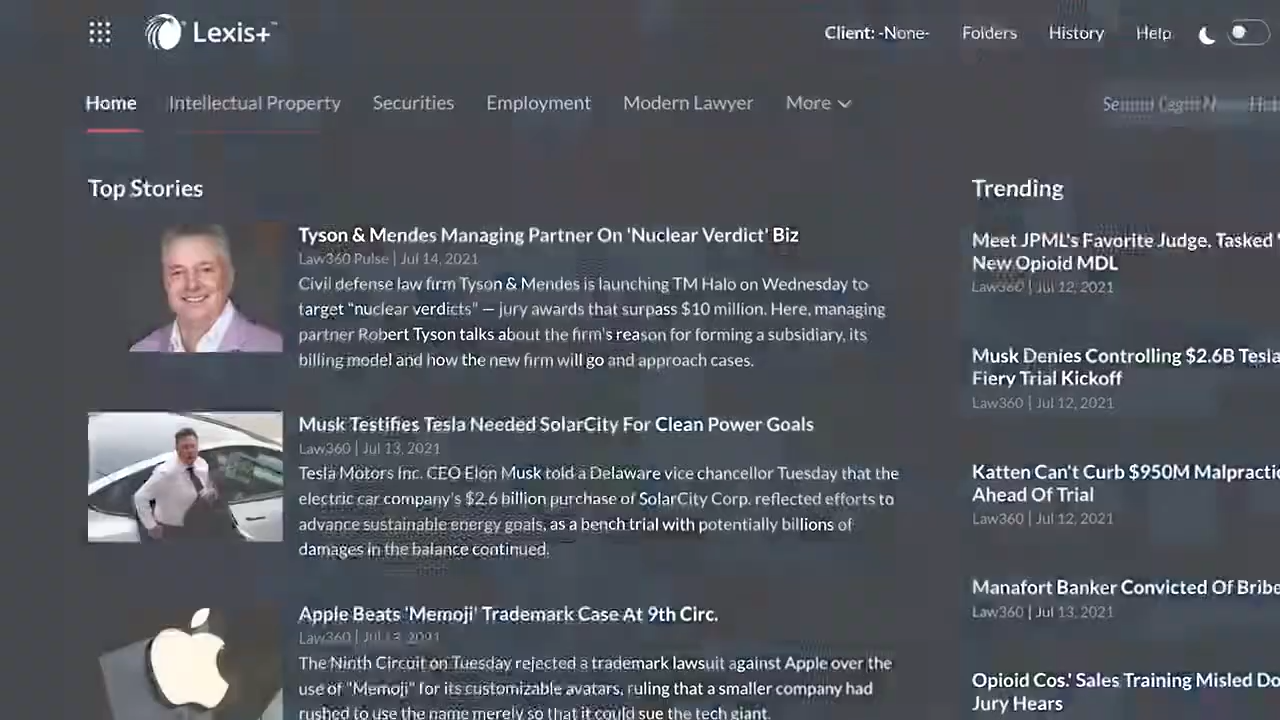 Lexis+™
Client: -None-
Folders
History
Help
Home
Intellectual Property
Securities
Employment
Modern Lawyer
More
Top Stories
Tyson & Mendes Managing Partner On 'Nuclear Verdict' Biz
Law360 Pulse | Jul 14, 2021
Civil defense law firm Tyson & Mendes is launching TM Halo on Wednesday to
target "nuclear verdicts" — jury awards that surpass $10 million. Here, managing
partner Robert Tyson talks about the firm's reason for forming a subsidiary, its
billing model and how the new firm will go and approach cases.
Musk Testifies Tesla Needed SolarCity For Clean Power Goals
Law360 | Jul 13, 2021
Tesla Motors Inc. CEO Elon Musk told a Delaware vice chancellor Tuesday that the
electric car company's $2.6 billion purchase of SolarCity Corp. reflected efforts to
advance sustainable energy goals, as a bench trial with potentially billions of
damages in the balance continued.
Apple Beats 'Memoji' Trademark Case At 9th Circ.
Law360 | Jul 13, 2021
The Ninth Circuit on Tuesday rejected a trademark lawsuit against Apple over the
use of "Memoji" for its customizable avatars, ruling that a smaller company had
rushed to use the name merely so that it could sue the tech giant.
Trending
Meet JPML's Favorite Judge, Tasked
New Opioid MDL
Law360 | Jul 12, 2021
Musk Denies Controlling $2.6B Tesla
Fiery Trial Kickoff
Law360 | Jul 12, 2021
Katten Can't Curb $950M Malpractic
Ahead Of Trial
Law360 | Jul 12, 2021
Manafort Banker Convicted Of Bribe
Law360 | Jul 13, 2021
Opioid Cos.' Sales Training Misled Do
Jury Hears